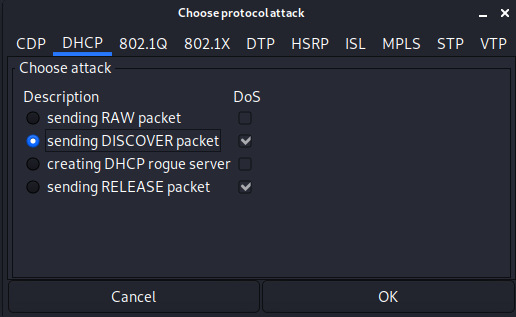 Choose protocol attack
CDP DHCP 802.1Q 802.1X DTP HSRP ISL MPLS STP VTP
Choose attack
Description DoS
sending RAW packet
sending DISCOVER packet
creating DHCP rogue server
sending RELEASE packet
Cancel OK